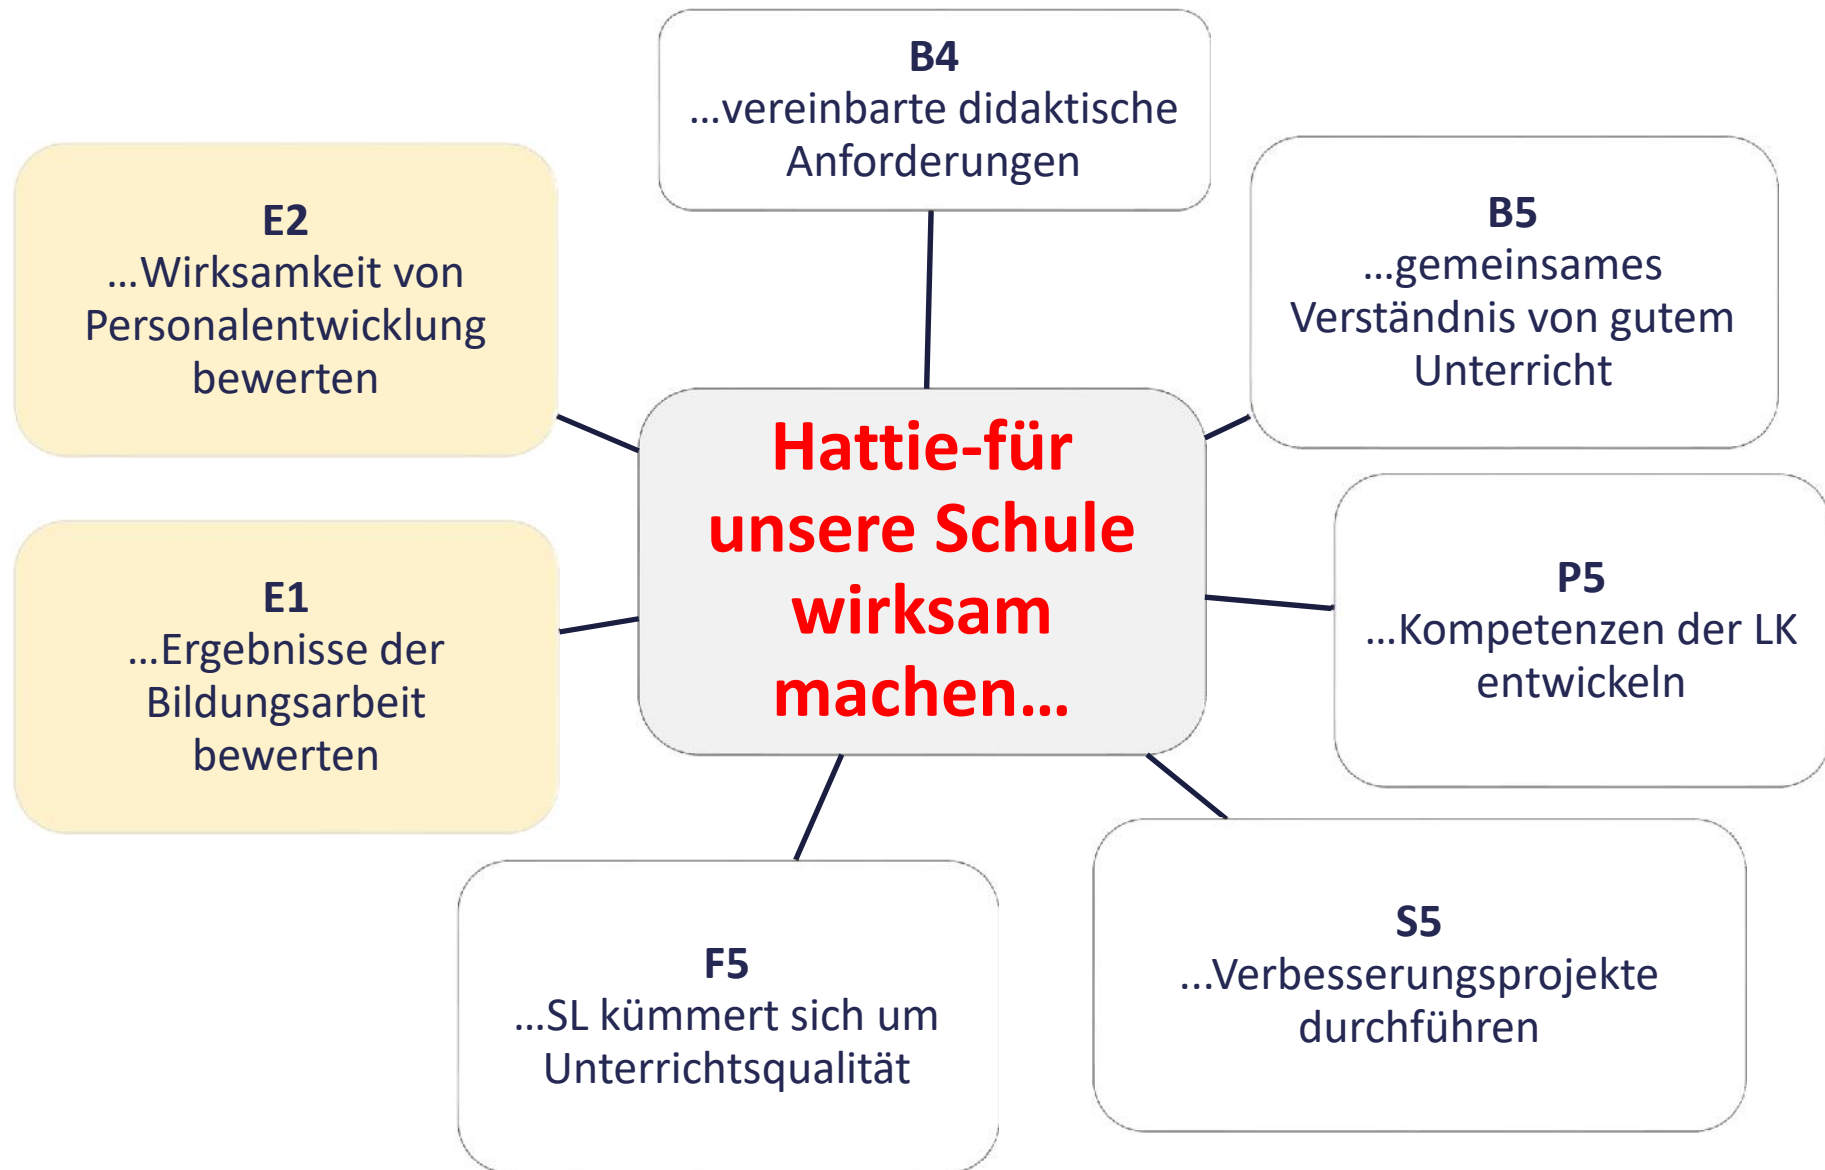 B4
...vereinbarte didaktische
Anforderungen
E2
...Wirksamkeit von
Personalentwicklung
bewerten
B5
...gemeinsames
Verständnis von gutem
Unterricht
Hattie-für
unsere Schule
wirksam
machen...
P5
...Kompetenzen der LK
entwickeln
E1
...Ergebnisse der
Bildungsarbeit
bewerten
S5
...Verbesserungsprojekte
durchführen
F5
...SL kümmert sich um
Unterrichtsqualität